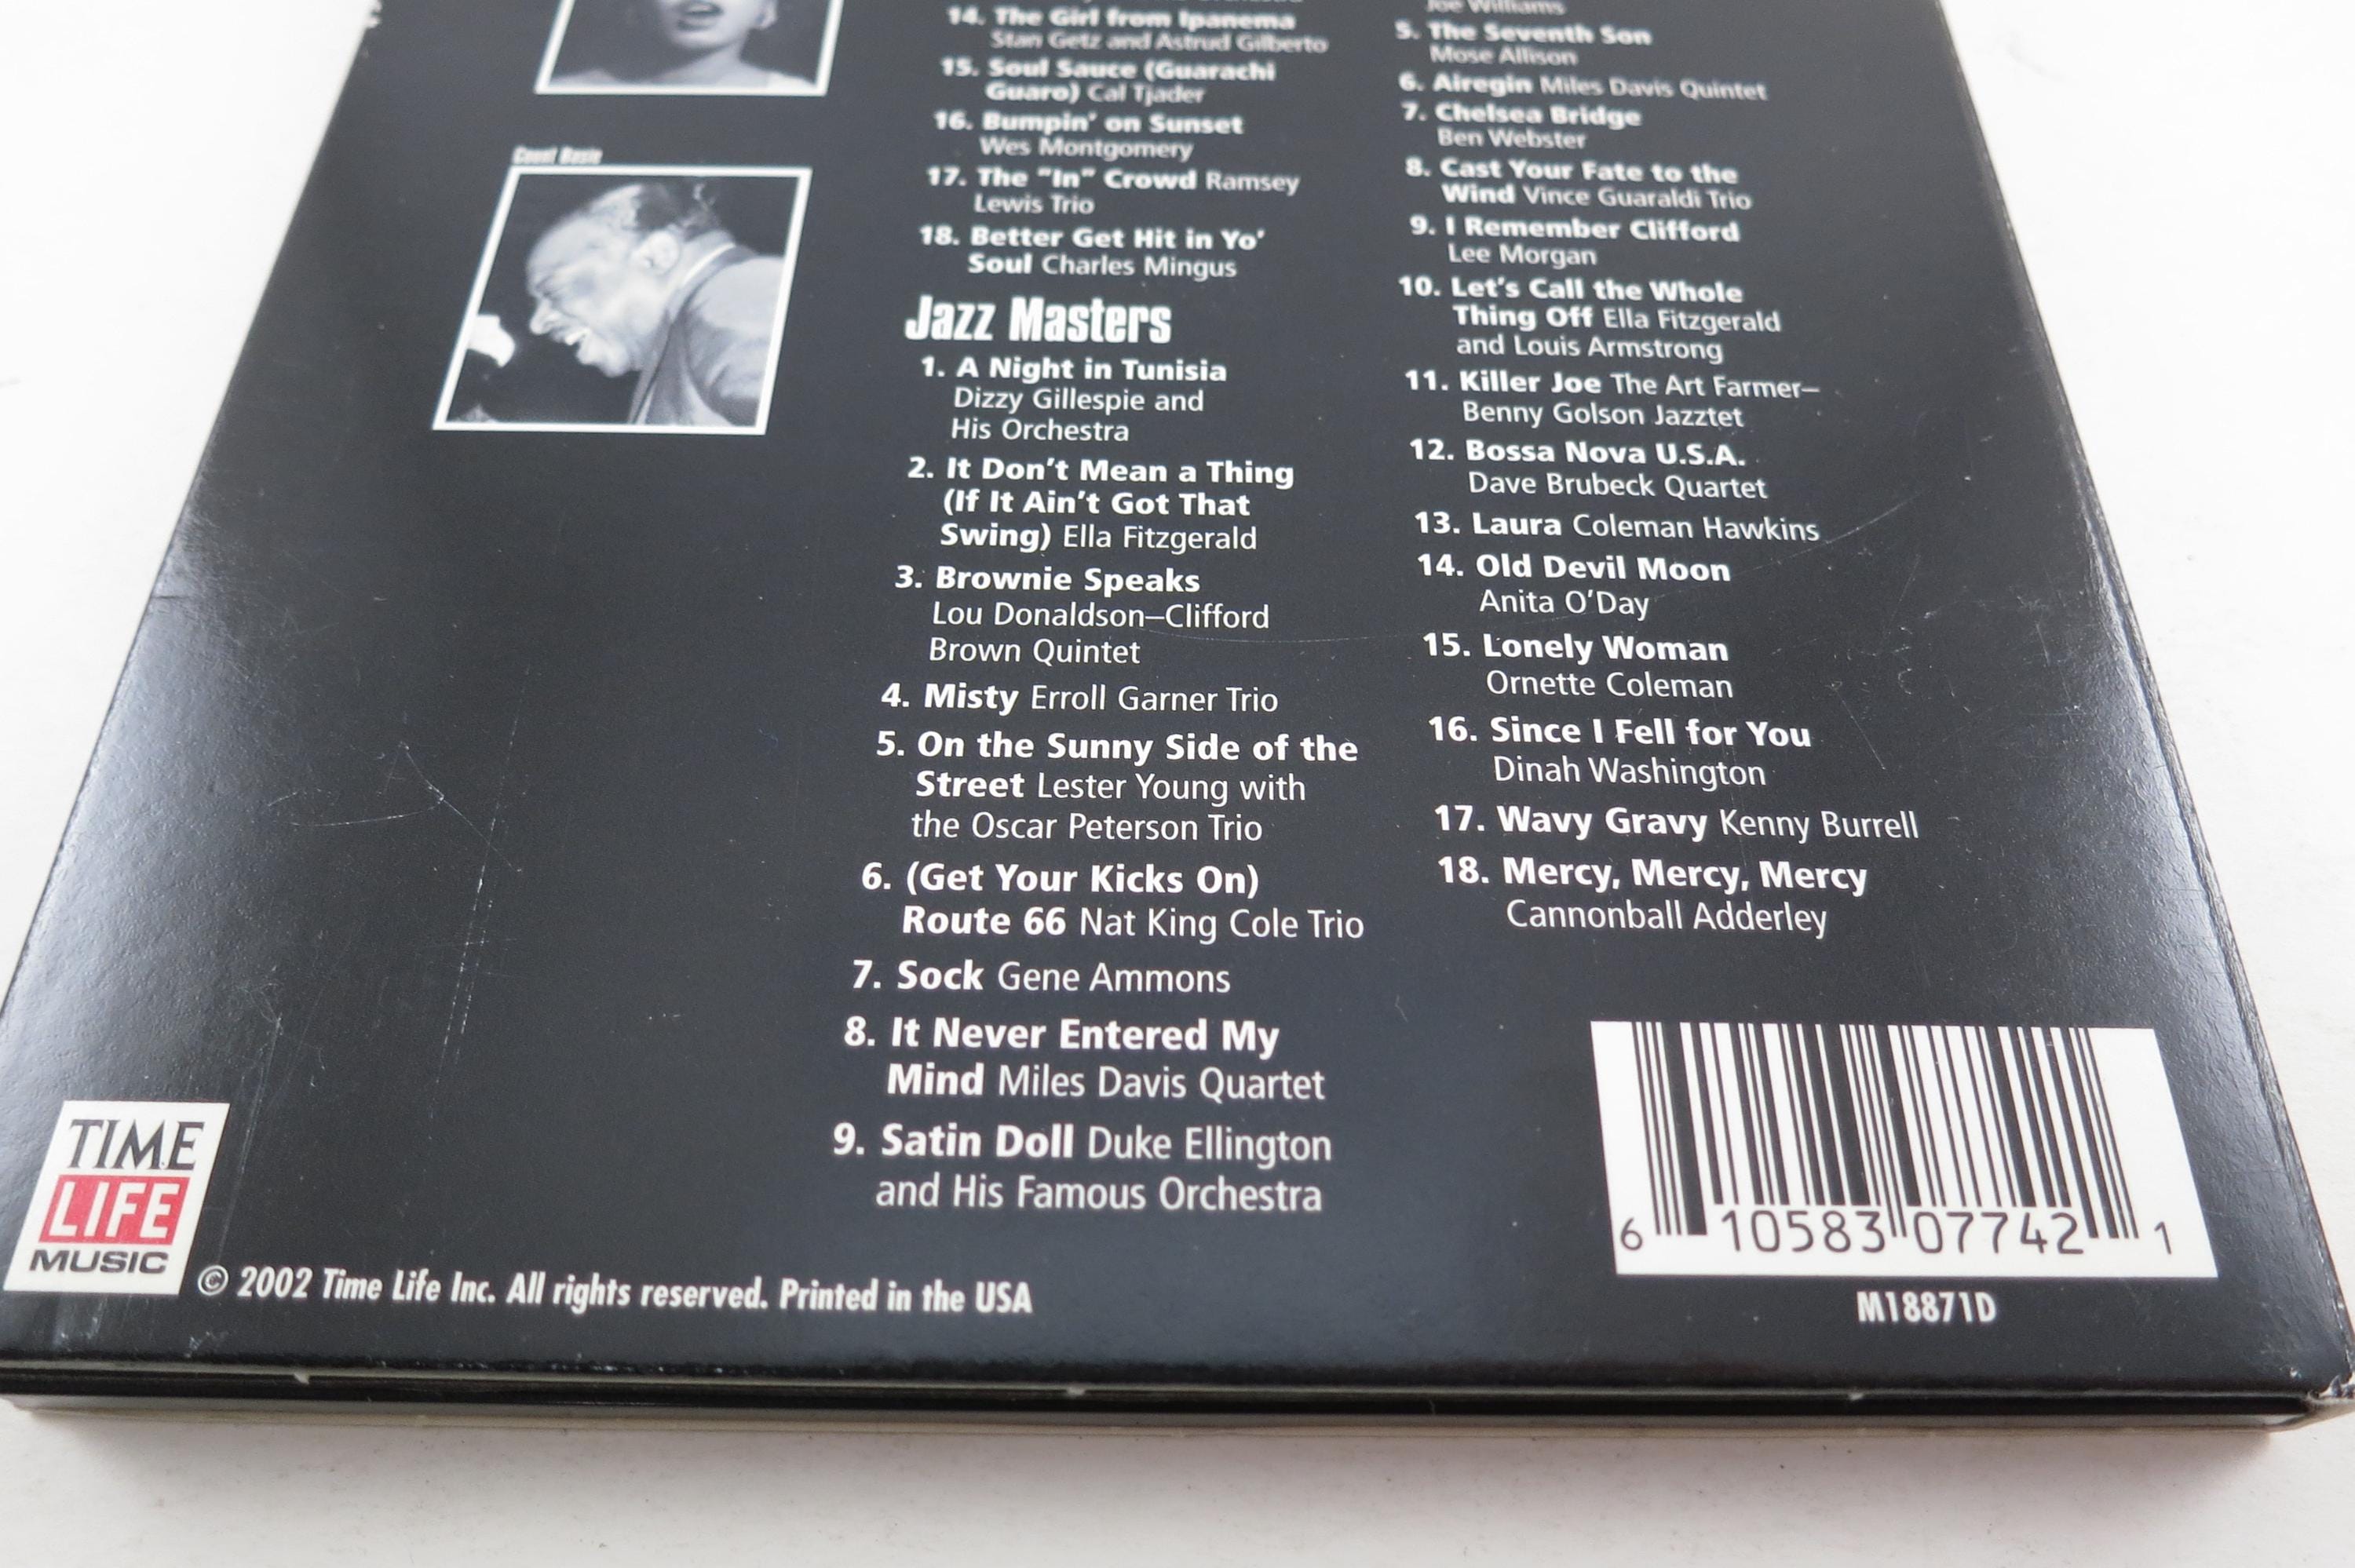 Count Basie
14. The Girl from Ipanema
Stan Getz and Astrud Gilberto
15. Soul Sauce (Guarachi
Guaro) Cal Tjader
16. Bumpin' on Sunset
Wes Montgomery
17. The "In" Crowd Ramsey
Lewis Trio
18. Better Get Hit in Yo'
Soul Charles Mingus
Jazz Masters
1. A Night in Tunisia
Dizzy Gillespie and
His Orchestra
2. It Don't Mean a Thing
(If It Ain't Got That
Swing) Ella Fitzgerald
3. Brownie Speaks
Lou Donaldson–Clifford
Brown Quintet
4. Misty Erroll Garner Trio
5. On the Sunny Side of the
Street Lester Young with
the Oscar Peterson Trio
6. (Get Your Kicks On)
Route 66 Nat King Cole Trio
7. Sock Gene Ammons
8. It Never Entered My
Mind Miles Davis Quartet
9. Satin Doll Duke Ellington
and His Famous Orchestra
Joe Williams
5. The Seventh Son
Mose Allison
6. Airegin Miles Davis Quintet
7. Chelsea Bridge
Ben Webster
8. Cast Your Fate to the
Wind Vince Guaraldi Trio
9. I Remember Clifford
Lee Morgan
10. Let's Call the Whole
Thing Off Ella Fitzgerald
and Louis Armstrong
11. Killer Joe The Art Farmer–
Benny Golson Jazztet
12. Bossa Nova U.S.A.
Dave Brubeck Quartet
13. Laura Coleman Hawkins
14. Old Devil Moon
Anita O'Day
15. Lonely Woman
Ornette Coleman
16. Since I Fell for You
Dinah Washington
17. Wavy Gravy Kenny Burrell
18. Mercy, Mercy, Mercy
Cannonball Adderley
TIME
LIFE
MUSIC
© 2002 Time Life Inc. All rights reserved. Printed in the USA
6 10583 07742 1
M18871D